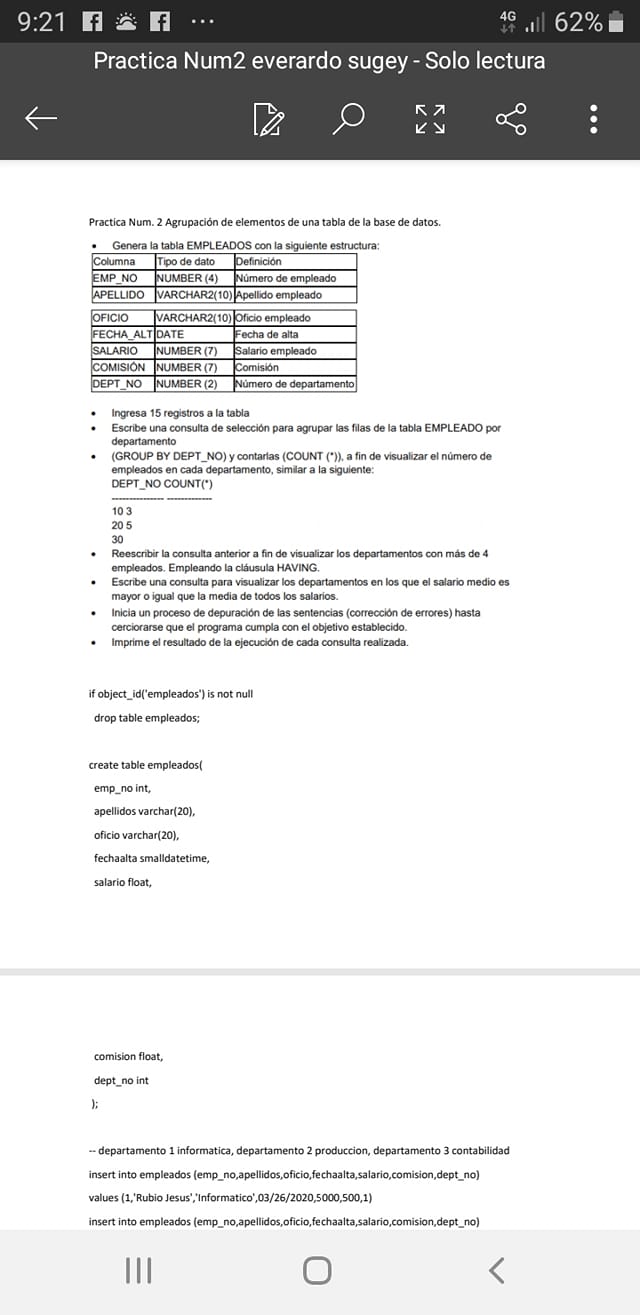 9:21 ... 4G 62%
Practica Num2 everardo sugey - Solo lectura
Practica Num. 2 Agrupación de elementos de una tabla de la base de datos.
• Genera la tabla EMPLEADOS con la siguiente estructura:
Columna Tipo de dato Definición
EMP_NO NUMBER (4) Número de empleado
APELLIDO VARCHAR2(10) Apellido empleado
OFICIO VARCHAR2(10) Oficio empleado
FECHA_ALT DATE Fecha de alta
SALARIO NUMBER (7) Salario empleado
COMISIÓN NUMBER (7) Comisión
DEPT_NO NUMBER (2) Número de departamento
• Ingresa 15 registros a la tabla
• Escribe una consulta de selección para agrupar las filas de la tabla EMPLEADO por
departamento
• (GROUP BY DEPT_NO) y contarlas (COUNT (*)), a fin de visualizar el número de
empleados en cada departamento, similar a la siguiente:
DEPT_NO COUNT(*)
--------------- -------------
10 3
20 5
30
• Reescribir la consulta anterior a fin de visualizar los departamentos con más de 4
empleados. Empleando la cláusula HAVING.
• Escribe una consulta para visualizar los departamentos en los que el salario medio es
mayor o igual que la media de todos los salarios.
• Inicia un proceso de depuración de las sentencias (corrección de errores) hasta
cerciorarse que el programa cumpla con el objetivo establecido.
• Imprime el resultado de la ejecución de cada consulta realizada.
if object_id('empleados') is not null
drop table empleados;
create table empleados(
emp_no int,
apellidos varchar(20),
oficio varchar(20),
fechaalta smalldatetime,
salario float,
comision float,
dept_no int
);
-- departamento 1 informatica, departamento 2 produccion, departamento 3 contabilidad
insert into empleados (emp_no,apellidos,oficio,fechaalta,salario,comision,dept_no)
values (1,'Rubio Jesus','Informatico',03/26/2020,5000,500,1)
insert into empleados (emp_no,apellidos,oficio,fechaalta,salario,comision,dept_no)